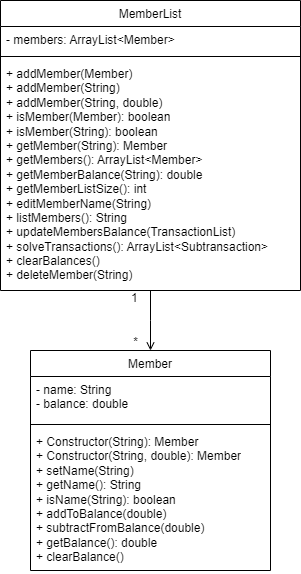 MemberList
- members: ArrayList<Member>
+ addMember(Member)
+ addMember(String)
+ addMember(String, double)
+ isMember(Member): boolean
+ isMember(String): boolean
+ getMember(String): Member
+ getMembers(): ArrayList<Member>
+ getMemberBalance(String): double
+ getMemberListSize(): int
+ editMemberName(String)
+ listMembers(): String
+ updateMembersBalance(TransactionList)
+ solveTransactions(): ArrayList<Subtransaction>
+ clearBalances()
+ deleteMember(String)
1
*
Member
- name: String
- balance: double
+ Constructor(String): Member
+ Constructor(String, double): Member
+ setName(String)
+ getName(): String
+ isName(String): boolean
+ addToBalance(double)
+ subtractFromBalance(double)
+ getBalance(): double
+ clearBalance()